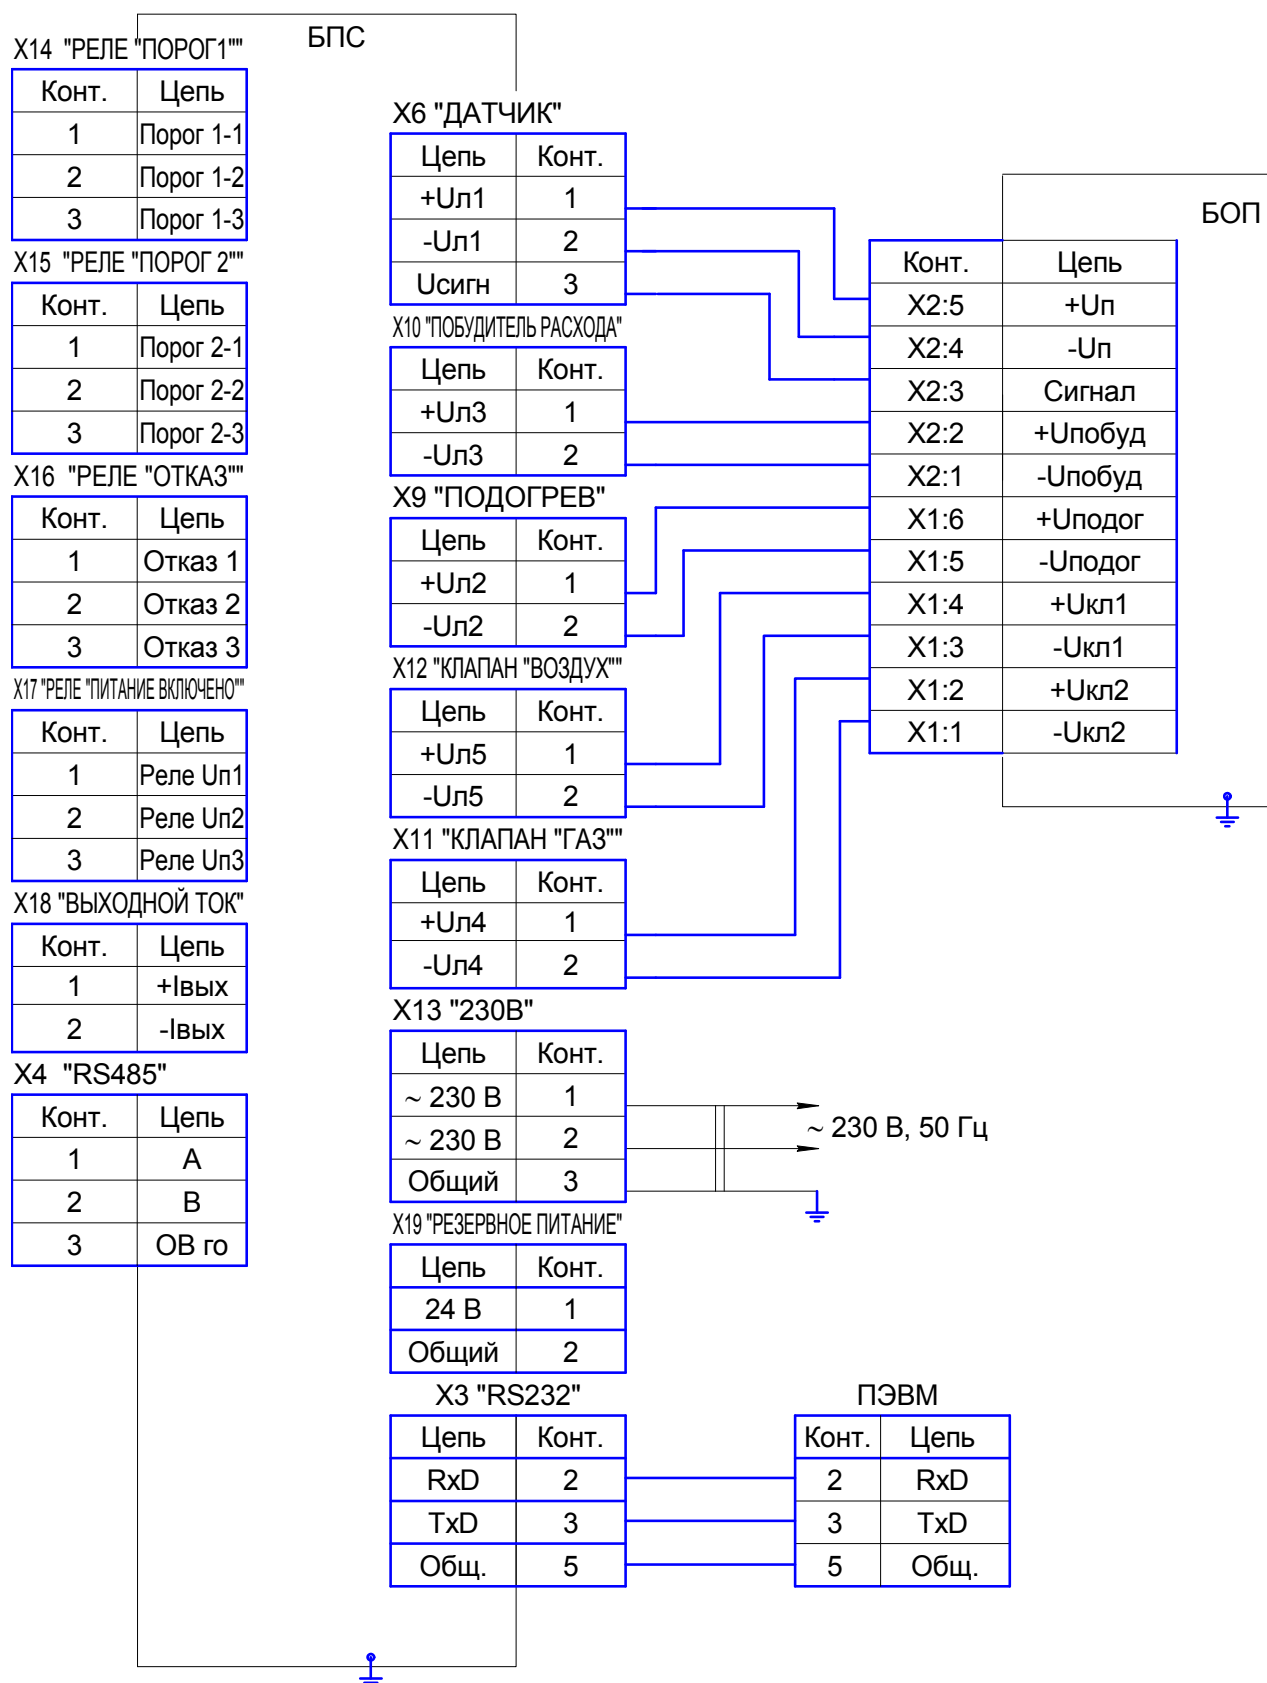 БПС
X14 "РЕЛЕ "ПОРОГ1""
Конт. Цепь
1 Порог 1-1
2 Порог 1-2
3 Порог 1-3
X15 "РЕЛЕ "ПОРОГ 2""
Конт. Цепь
1 Порог 2-1
2 Порог 2-2
3 Порог 2-3
X16 "РЕЛЕ "ОТКАЗ""
Конт. Цепь
1 Отказ 1
2 Отказ 2
3 Отказ 3
X17 "РЕЛЕ "ПИТАНИЕ ВКЛЮЧЕНО""
Конт. Цепь
1 Реле Uп1
2 Реле Uп2
3 Реле Uп3
X18 "ВЫХОДНОЙ ТОК"
Конт. Цепь
1 +Iвых
2 -Iвых
X4 "RS485"
Конт. Цепь
1 A
2 B
3 ОВ го
X6 "ДАТЧИК"
Цепь Конт.
+Uл1 1
-Uл1 2
Uсигн 3
X10 "ПОБУДИТЕЛЬ РАСХОДА"
Цепь Конт.
+Uл3 1
-Uл3 2
X9 "ПОДОГРЕВ"
Цепь Конт.
+Uл2 1
-Uл2 2
X12 "КЛАПАН "ВОЗДУХ""
Цепь Конт.
+Uл5 1
-Uл5 2
X11 "КЛАПАН "ГАЗ""
Цепь Конт.
+Uл4 1
-Uл4 2
X13 "230В"
Цепь Конт.
~ 230 В 1
~ 230 В 2
Общий 3
~ 230 В, 50 Гц
X19 "РЕЗЕРВНОЕ ПИТАНИЕ"
Цепь Конт.
24 В 1
Общий 2
X3 "RS232"
Цепь Конт.
RxD 2
TxD 3
Общ. 5
БОП
Конт. Цепь
X2:5 +Uп
X2:4 -Uп
X2:3 Сигнал
X2:2 +Uпобуд
X2:1 -Uпобуд
X1:6 +Uподог
X1:5 -Uподог
X1:4 +Uкл1
X1:3 -Uкл1
X1:2 +Uкл2
X1:1 -Uкл2
ПЭВМ
Конт. Цепь
2 RxD
3 TxD
5 Общ.